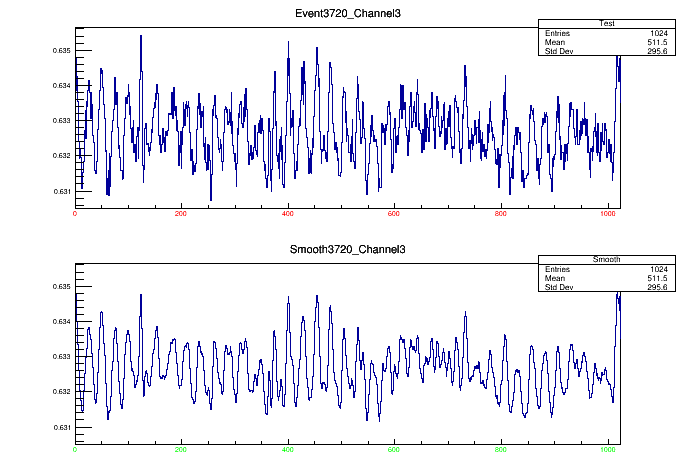 Event3720_Channel3
Test
Entries 1024
Mean 511.5
Std Dev 295.6
0.635
0.634
0.633
0.632
0.631
0 200 400 600 800 1000
Smooth3720_Channel3
Smooth
Entries 1024
Mean 511.5
Std Dev 295.6
0.635
0.634
0.633
0.632
0.631
0 200 400 600 800 1000